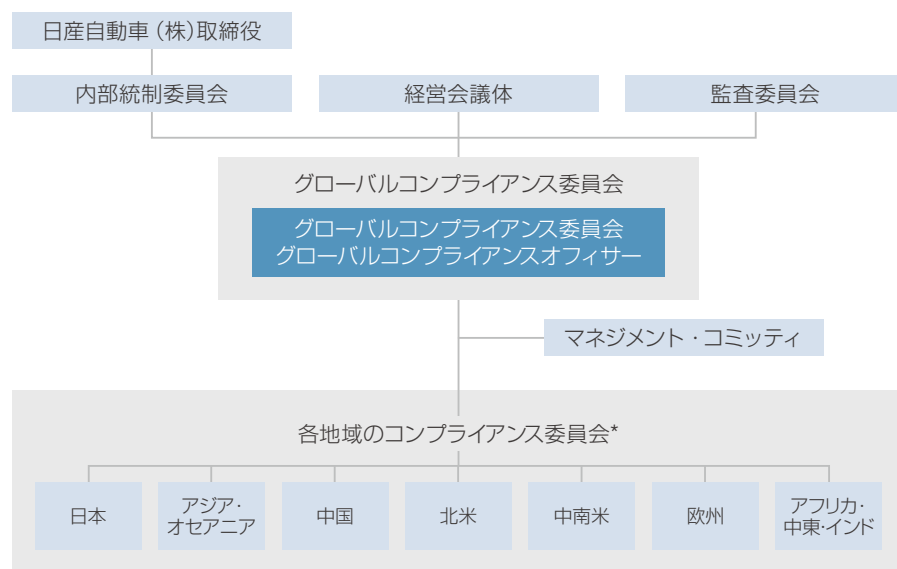 日産自動車（株）取締役
内部統制委員会
経営会議体
監査委員会
グローバルコンプライアンス委員会
グローバルコンプライアンス委員会
グローバルコンプライアンスオフィサー
マネジメント・コミッティ
各地域のコンプライアンス委員会*
日本
アジア・
オセアニア
中国
北米
中南米
欧州
アフリカ・
中東・インド